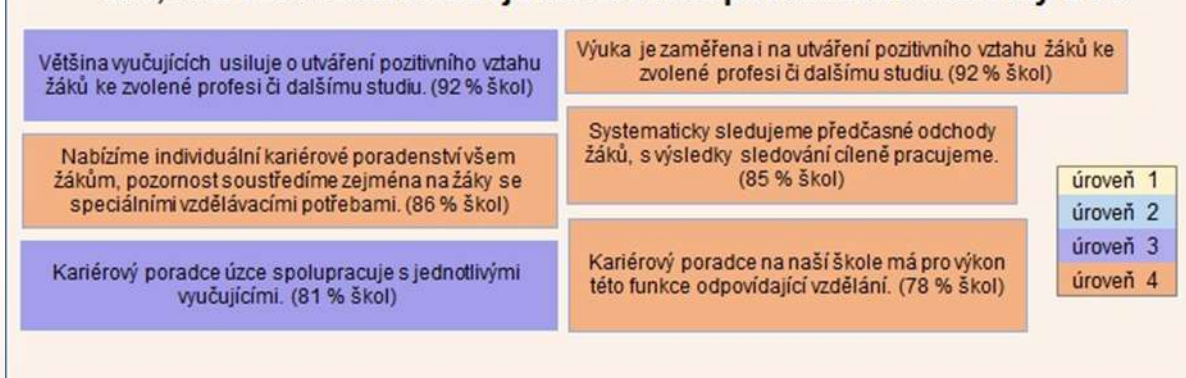 Většina vyučujících usiluje o utváření pozitivního vztahu
žáků ke zvolené profesi či dalšímu studiu. (92 % škol)
Výuka je zaměřena i na utváření pozitivního vztahu žáků ke
zvolené profesi či dalšímu studiu. (92 % škol)
Nabízíme individuální kariérové poradenství všem
žákům, pozornost soustředíme zejména na žáky se
speciálními vzdělávacími potřebami. (86 % škol)
Systematicky sledujeme předčasné odchody
žáků, s výsledky sledování cíleně pracujeme.
(85 % škol)
Kariérový poradce úzce spolupracuje s jednotlivými
vyučujícími. (81 % škol)
Kariérový poradce na naší škole má pro výkon
této funkce odpovídající vzdělání. (78 % škol)
úroveň 1
úroveň 2
úroveň 3
úroveň 4